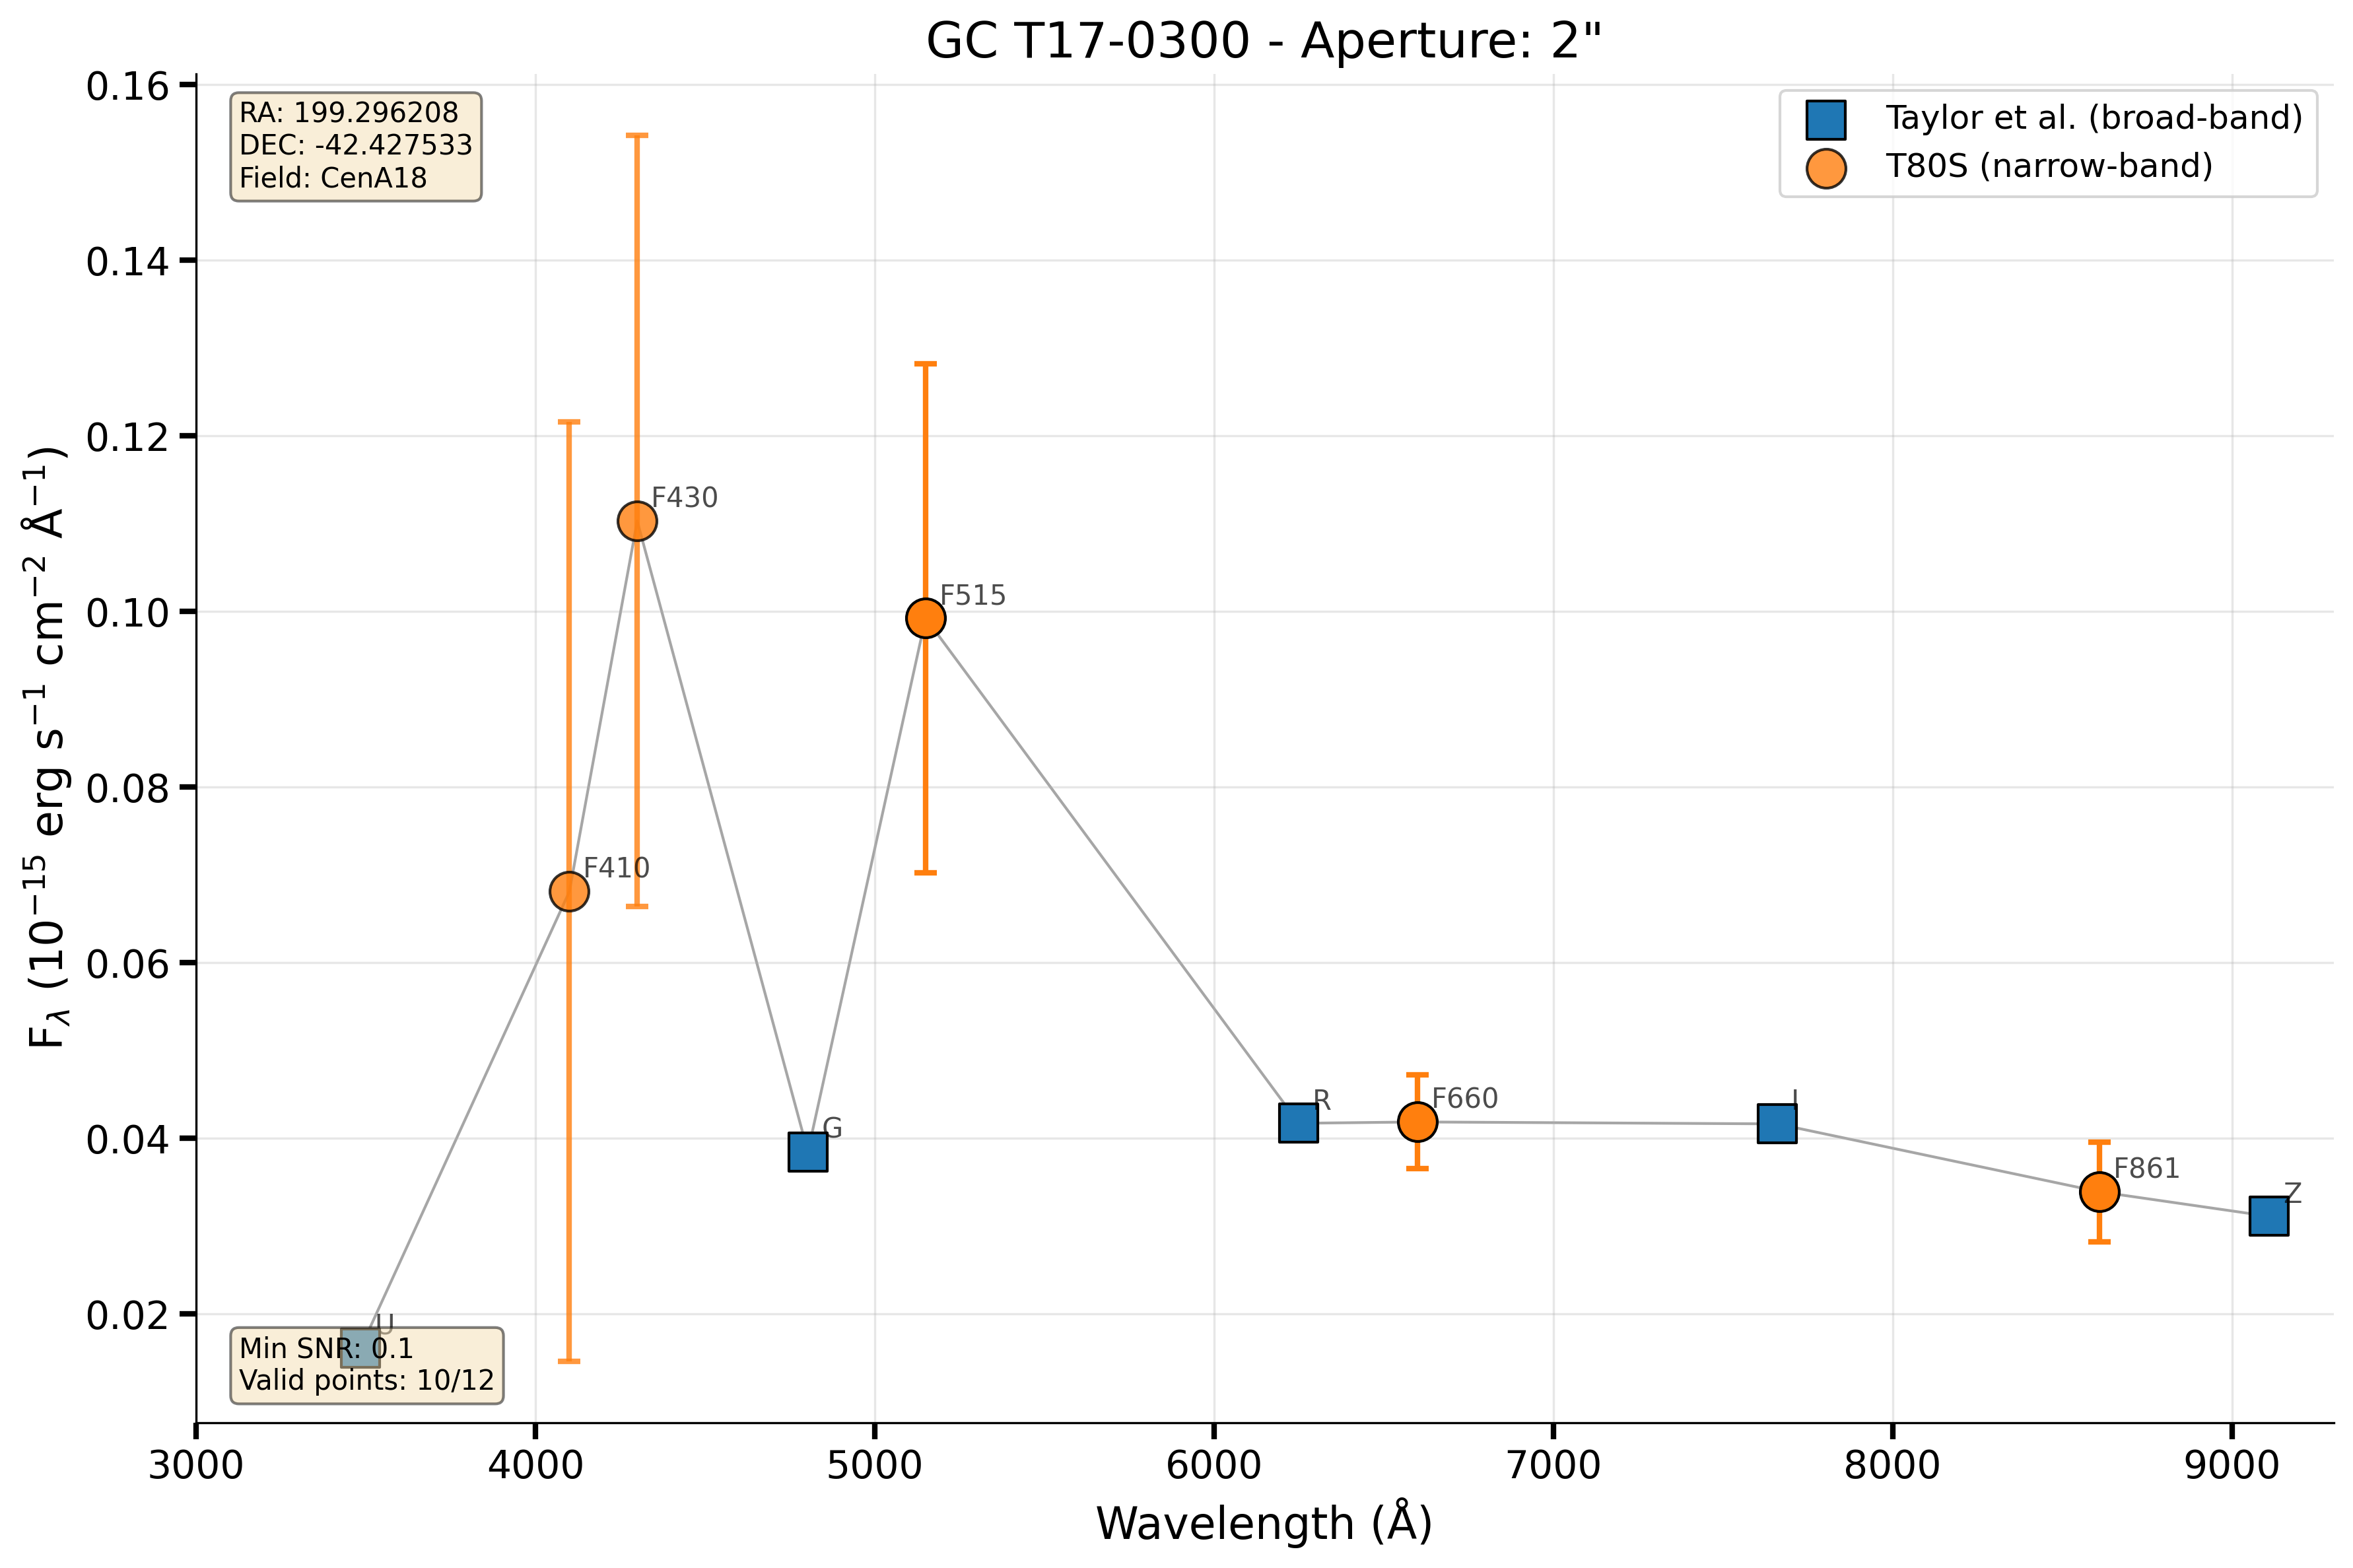 GC T17-0300 - Aperture: 2"
RA: 199.296208
DEC: -42.427533
Field: CenA18
Taylor et al. (broad-band)
T80S (narrow-band)
0.16
0.14
0.12
0.10
0.08
0.06
0.04
0.02
F430
F515
F410
G
R
F660
I
F861
Z
U
Min SNR: 0.1
Valid points: 10/12
3000 4000 5000 6000 7000 8000 9000
Wavelength (Å)
Fλ (10⁻¹⁵ erg s⁻¹ cm⁻² Å⁻¹)